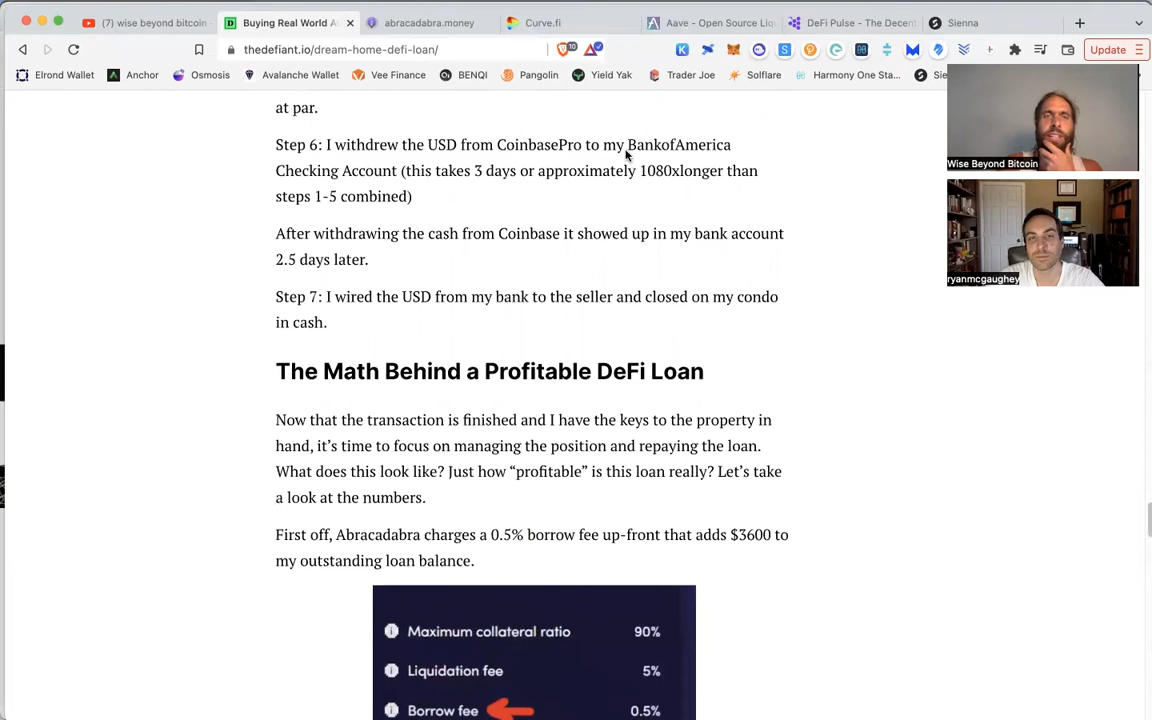 (7) wise beyond bitcoin
Buying Real World A
abracadabra.money
Curve.fi
Aave - Open Source Liq
DeFi Pulse - The Decent
Sienna
thedefiant.io/dream-home-defi-loan/
10
Update
Elrond Wallet
Anchor
Osmosis
Avalanche Wallet
Vee Finance
BENQI
Pangolin
Yield Yak
Trader Joe
Solflare
Harmony One Sta...
Sie
at par.
Step 6: I withdrew the USD from CoinbasePro to my BankofAmerica
Checking Account (this takes 3 days or approximately 1080xlonger than
steps 1-5 combined)
After withdrawing the cash from Coinbase it showed up in my bank account
2.5 days later.
Step 7: I wired the USD from my bank to the seller and closed on my condo
in cash.
The Math Behind a Profitable DeFi Loan
Now that the transaction is finished and I have the keys to the property in
hand, it's time to focus on managing the position and repaying the loan.
What does this look like? Just how “profitable” is this loan really? Let's take
a look at the numbers.
First off, Abracadabra charges a 0.5% borrow fee up-front that adds $3600 to
my outstanding loan balance.
Maximum collateral ratio 90%
Liquidation fee 5%
Borrow fee 0.5%
Wise Beyond Bitcoin
ryanmcgaughey